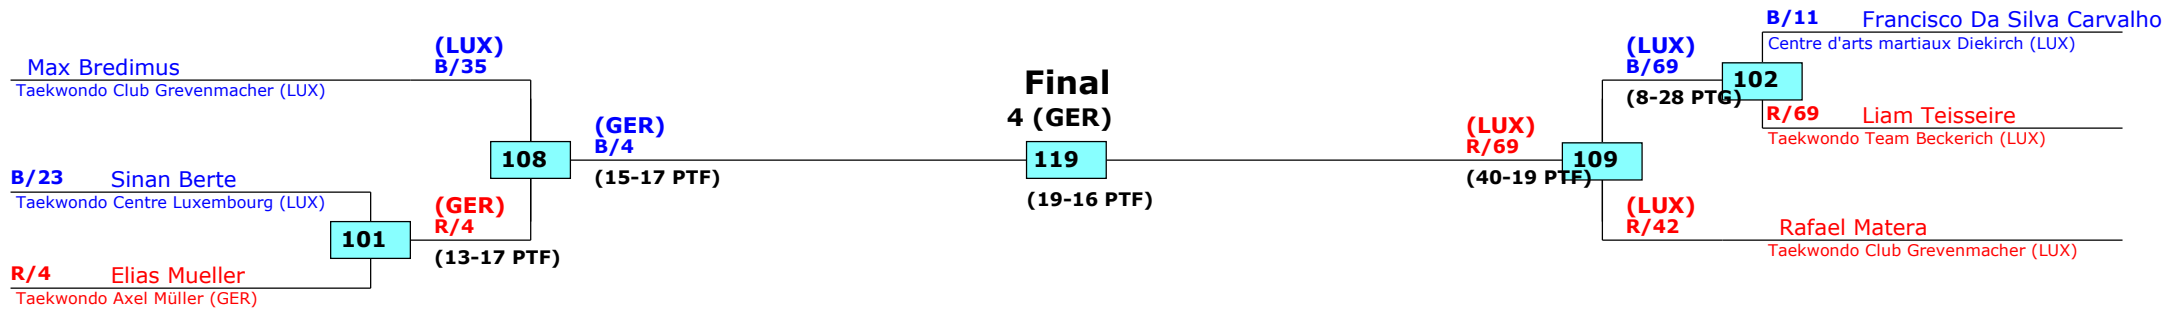 Max Bredimus
Taekwondo Club Grevenmacher (LUX)
B/23 Sinan Berte
Taekwondo Centre Luxembourg (LUX)
101
R/4 Elias Mueller
Taekwondo Axel Müller (GER)
(LUX)
B/35
108
(GER)
R/4
(13-17 PTF)
(GER)
B/4
(15-17 PTF)
Final
4 (GER)
119
(19-16 PTF)
(LUX)
R/69
(40-19 PTF)
109
(LUX)
B/69
(8-28 PTG)
102
(LUX)
R/42
B/11 Francisco Da Silva Carvalho
Centre d'arts martiaux Diekirch (LUX)
R/69 Liam Teisseire
Taekwondo Team Beckerich (LUX)
Rafael Matera
Taekwondo Club Grevenmacher (LUX)